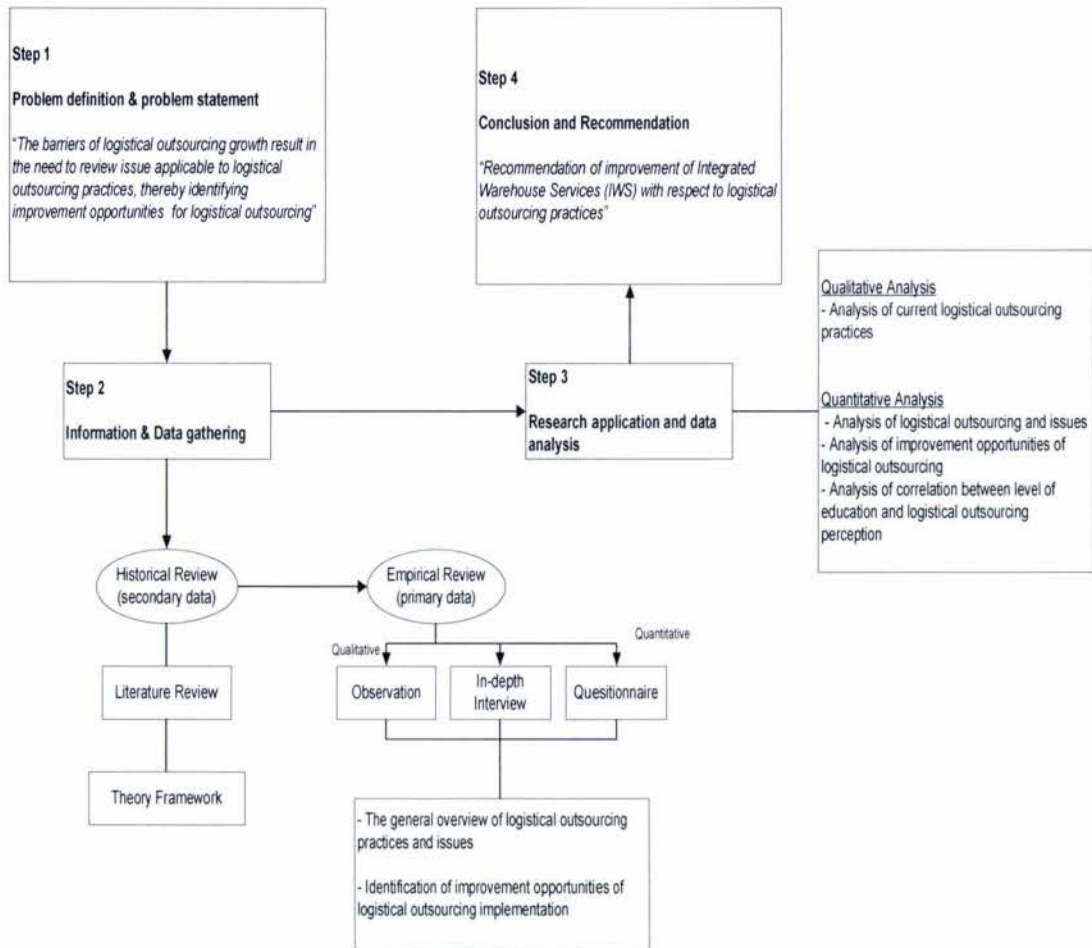 Step 1
Problem definition & problem statement
"The barriers of logistical outsourcing growth result in
the need to review issue applicable to logistical
outsourcing practices, thereby identifying
improvement opportunities for logistical outsourcing"
Step 4
Conclusion and Recommendation
"Recommendation of improvement of Integrated
Warehouse Services (IWS) with respect to logistical
outsourcing practices"
Step 2
Information & Data gathering
Step 3
Research application and data
analysis
Qualitative Analysis
- Analysis of current logistical outsourcing
practices
Quantitative Analysis
- Analysis of logistical outsourcing and issues
- Analysis of improvement opportunities of
logistical outsourcing
- Analysis of correlation between level of
education and logistical outsourcing
perception
Historical Review
(secondary data)
Empirical Review
(primary data)
Qualitative
Quantitative
Literature Review
Observation
In-depth
Interview
Quesitionnaire
Theory Framework
- The general overview of logistical outsourcing
practices and issues
- Identification of improvement opportunities of
logistical outsourcing implementation